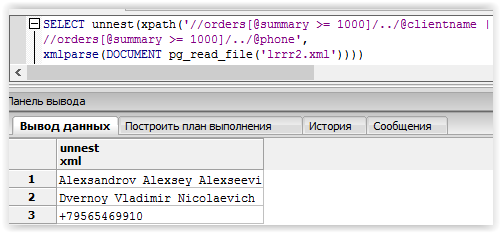 SELECT unnest(xpath('//orders[@summary >= 1000]/../@clientname |
//orders[@summary >= 1000]/../@phone',
xmlparse(DOCUMENT pg_read_file('lrrr2.xml'))))
Панель вывода
Вывод данных Построить план выполнения История Сообщения
unnest
xml
1 Alexsandrov Alexsey Alexseevi
2 Dvernoy Vladimir Nicolaevich
3 +79565469910